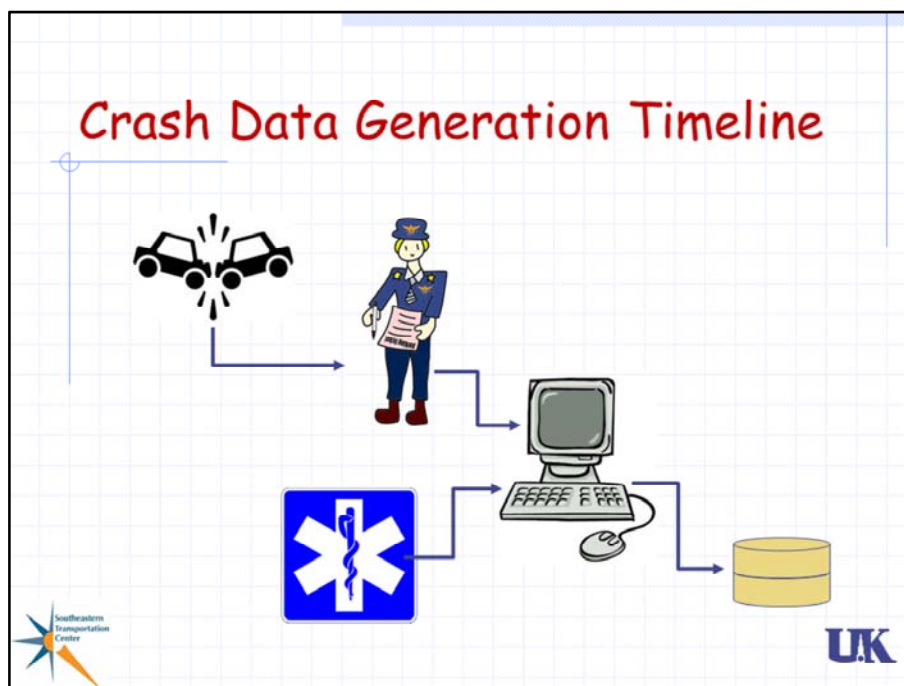 Crash Data Generation Timeline
Southeastern
Transportation
Center
UK